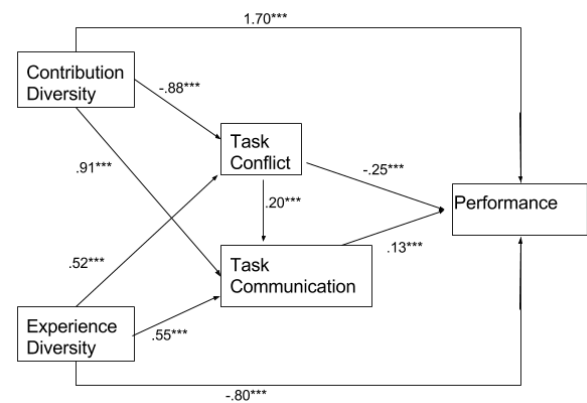 1.70***
Contribution
Diversity
-.88***
Task
Conflict
.91***
-.25***
.20***
Performance
.13***
.52***
Task
Communication
Experience
Diversity
.55***
-.80***